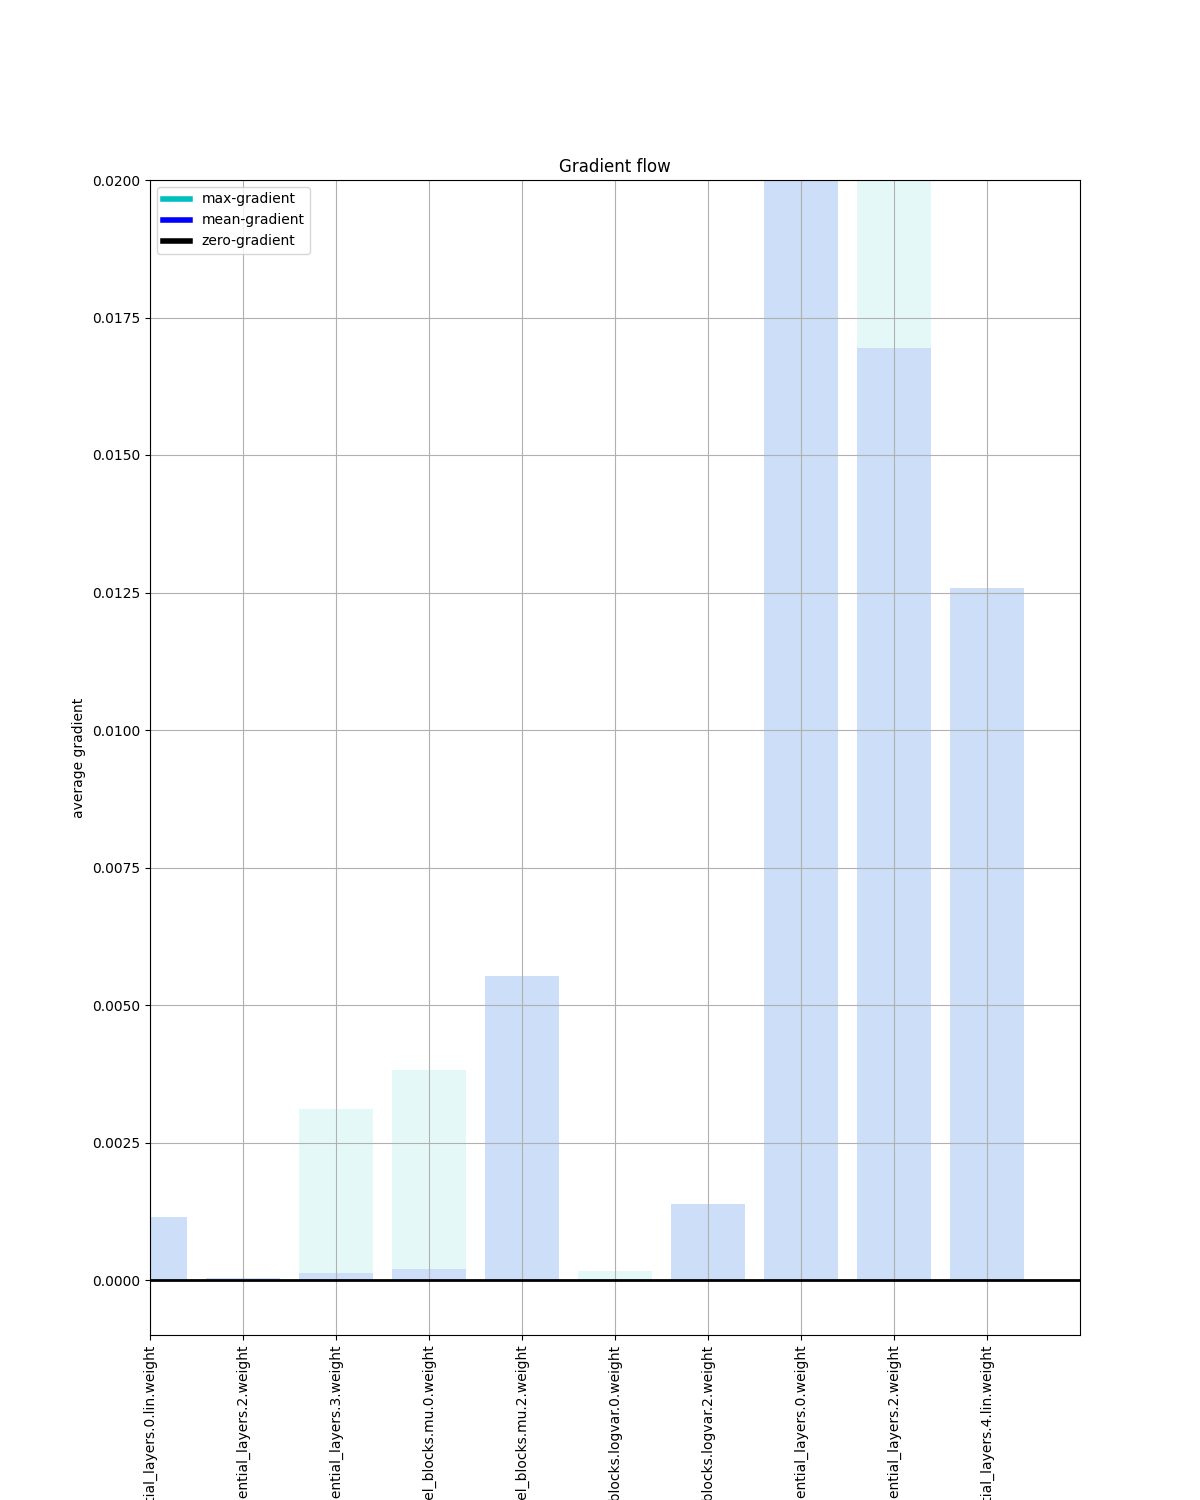 Gradient flow
max-gradient
mean-gradient
zero-gradient
0.0200
0.0175
0.0150
0.0125
0.0100
0.0075
0.0050
0.0025
0.0000
average gradient
tial_layers.0.lin.weight
ential_layers.2.weight
ential_layers.3.weight
el_blocks.mu.0.weight
el_blocks.mu.2.weight
blocks.logvar.0.weight
blocks.logvar.2.weight
ential_layers.0.weight
ential_layers.2.weight
tial_layers.4.lin.weight